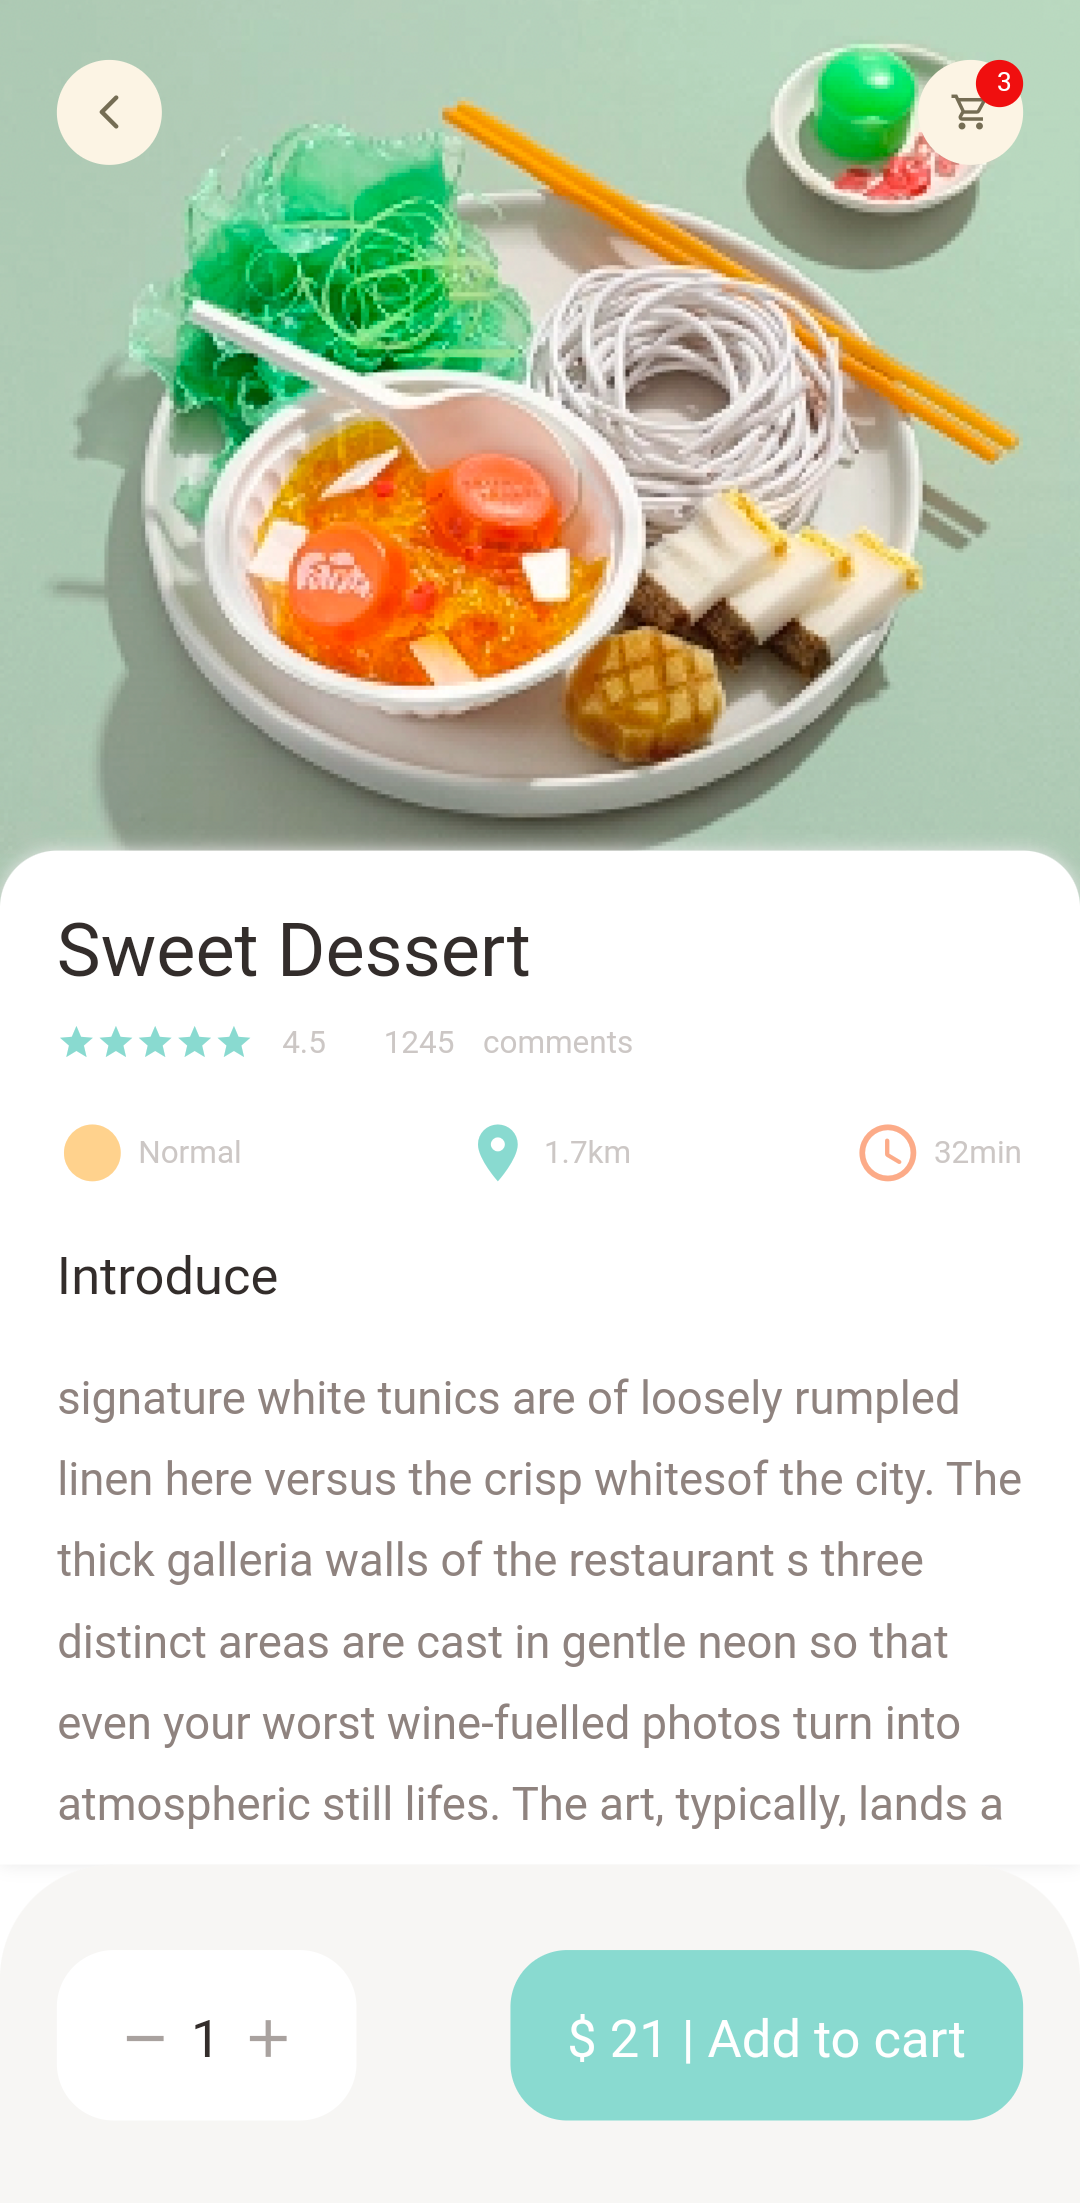 3
Sweet Dessert
4.5 1245 comments
Normal 1.7km 32min
Introduce
signature white tunics are of loosely rumpled
linen here versus the crisp whitesof the city. The
thick galleria walls of the restaurant s three
distinct areas are cast in gentle neon so that
even your worst wine-fuelled photos turn into
atmospheric still lifes. The art, typically, lands a
1
$ 21 | Add to cart